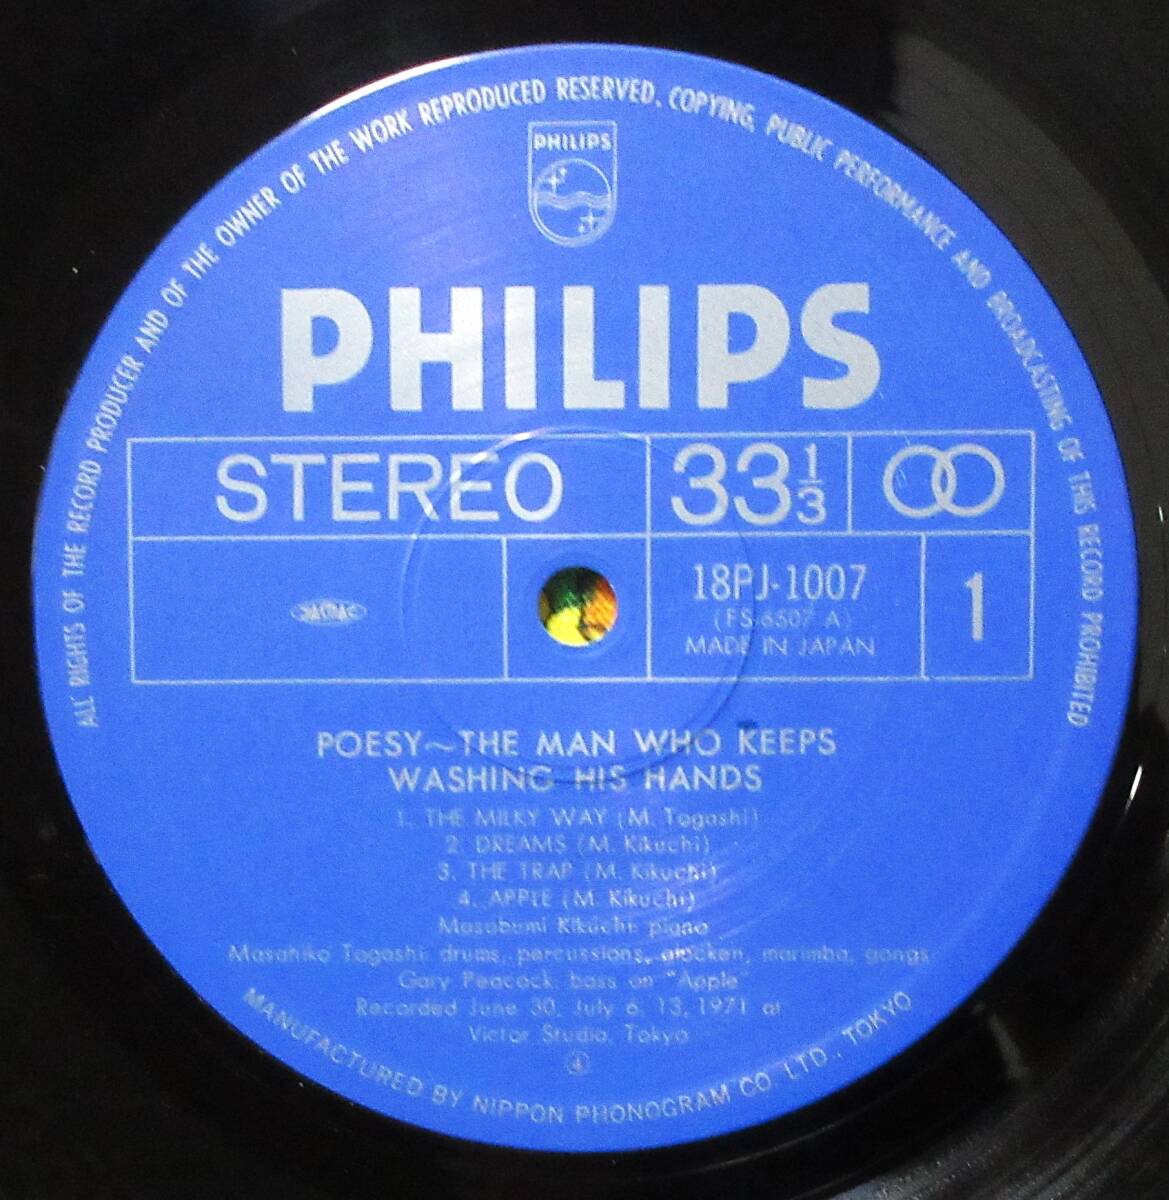 ALL RIGHTS OF THE RECORD PRODUCER AND OF THE OWNER OF THE WORK REPRODUCED RESERVED. COPYING, PUBLIC PERFORMANCE AND BROADCASTING OF THIS RECORD PROHIBITED
PHILIPS
PHILIPS
STEREO
33 1/3
18PJ-1007
(FS-6507 A)
MADE IN JAPAN
1
JASRAC
POESY~THE MAN WHO KEEPS
WASHING HIS HANDS
1. THE MILKY WAY (M. Togashi)
2. DREAMS (M. Kikuchi)
3. THE TRAP (M. Kikuchi)
4. APPLE (M. Kikuchi)
Masabumi Kikuchi: piano
Masahiko Togashi: drums, percussions, glocken, marimba, gongs
Gary Peacock: bass on "Apple"
Recorded June 30, July 6, 13, 1971 at
Victor Studio, Tokyo
④
MANUFACTURED BY NIPPON PHONOGRAM CO. LTD., TOKYO